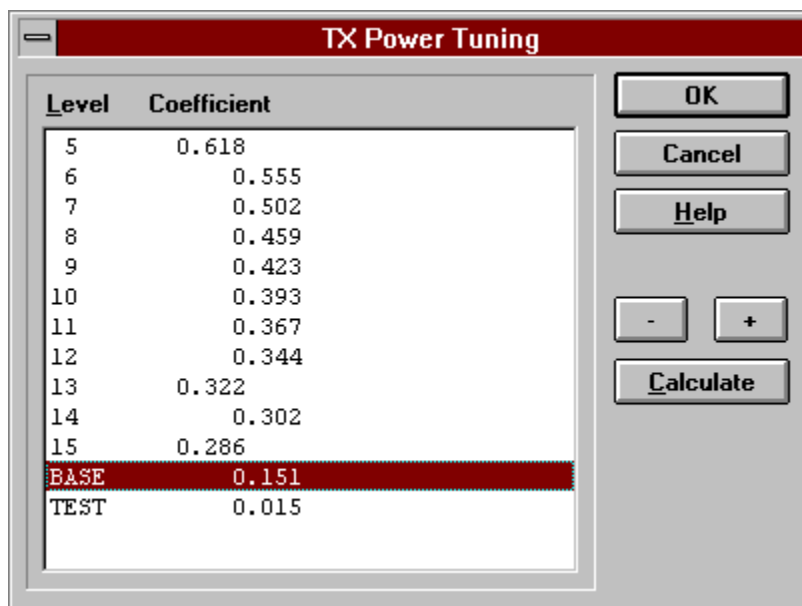 TX Power Tuning
Level Coefficient
5 0.618
6 0.555
7 0.502
8 0.459
9 0.423
10 0.393
11 0.367
12 0.344
13 0.322
14 0.302
15 0.286
BASE 0.151
TEST 0.015
OK
Cancel
Help
- +
Calculate